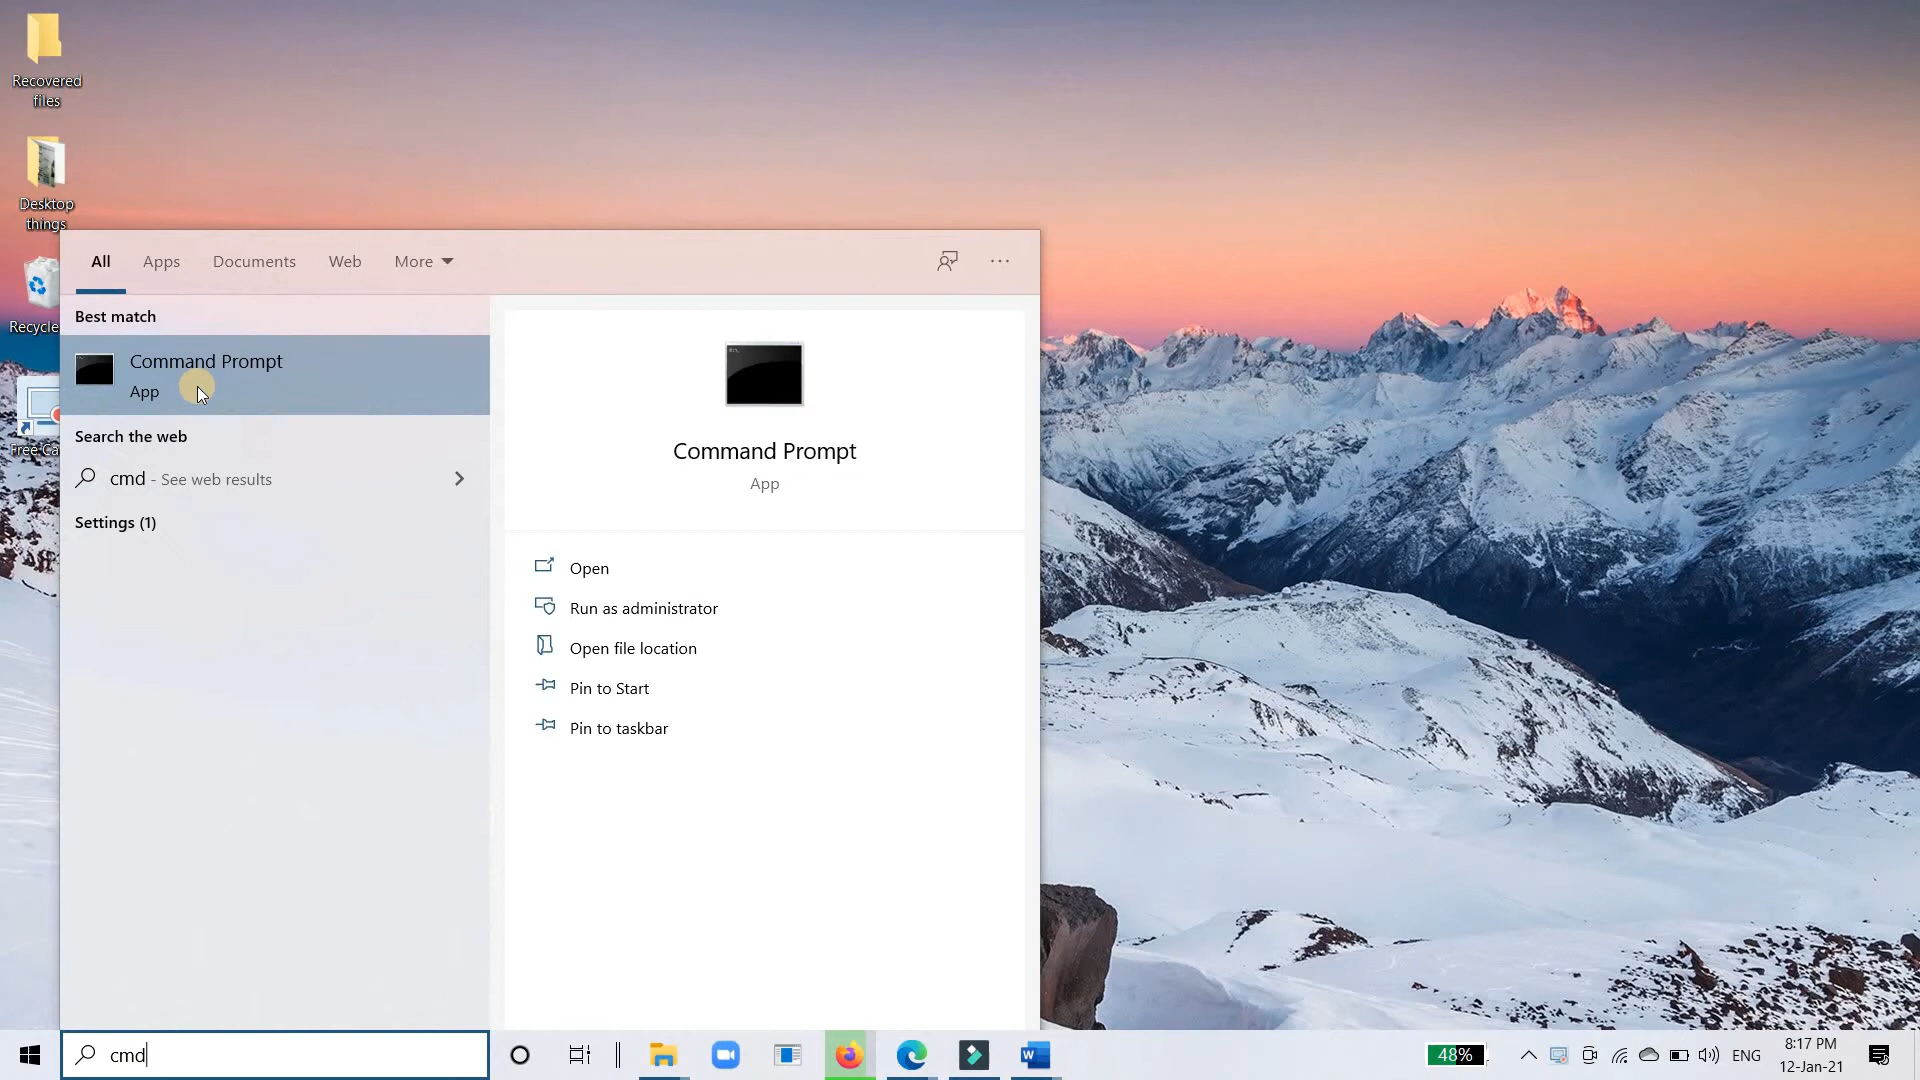 Recovered
files
Desktop
things
Recycle
Free Ca
All
Apps
Documents
Web
More
Best match
Command Prompt
App
Search the web
cmd - See web results
Settings (1)
Command Prompt
App
Open
Run as administrator
Open file location
Pin to Start
Pin to taskbar
cmd
48%
ENG
8:17 PM
12-Jan-21